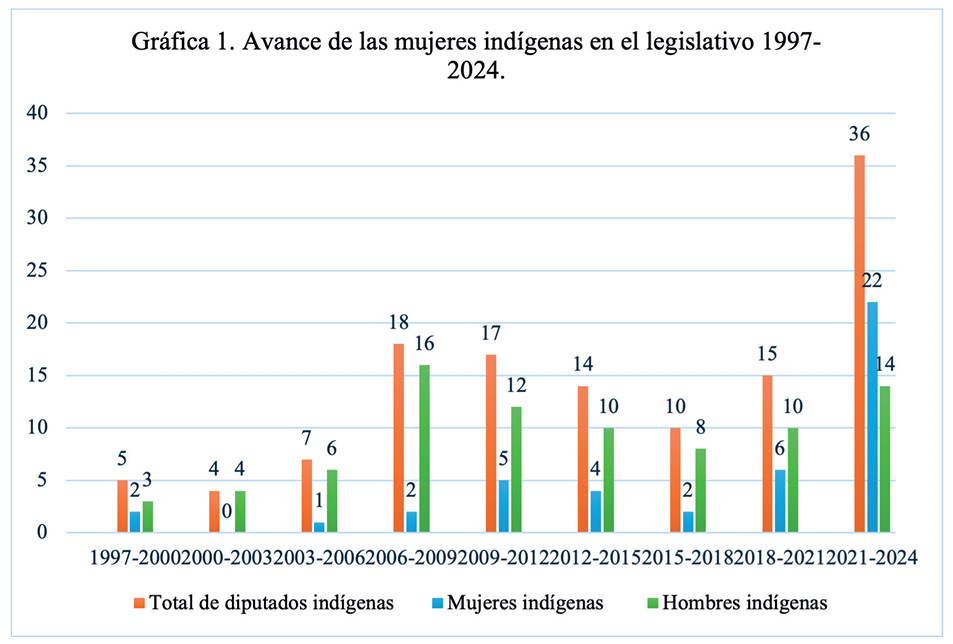 Gráfica 1. Avance de las mujeres indígenas en el legislativo 1997-
2024.
40
35
30
25
20
15
10
5
0
5 2 3
4 0 4
7 1 6
18 2 16
17 5 12
14 4 10
10 2 8
15 6 10
36 22 14
1997-2000 2000-2003 2003-2006 2006-2009 2009-2012 2012-2015 2015-2018 2018-2021 2021-2024
Total de diputados indígenas Mujeres indígenas Hombres indígenas